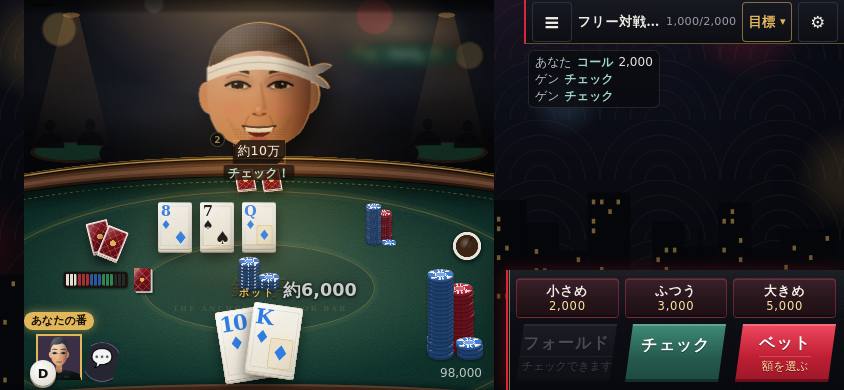 フリー対戦… 1,000/2,000 目標 ▾
あなた コール 2,000
ゲン チェック
ゲン チェック
2
約10万
チェック！
8 7 Q
ポット 約6,000
10 K
あなたの番
D
98,000
小さめ ふつう 大きめ
2,000 3,000 5,000
フォールド チェック ベット
チェックできます 額を選ぶ